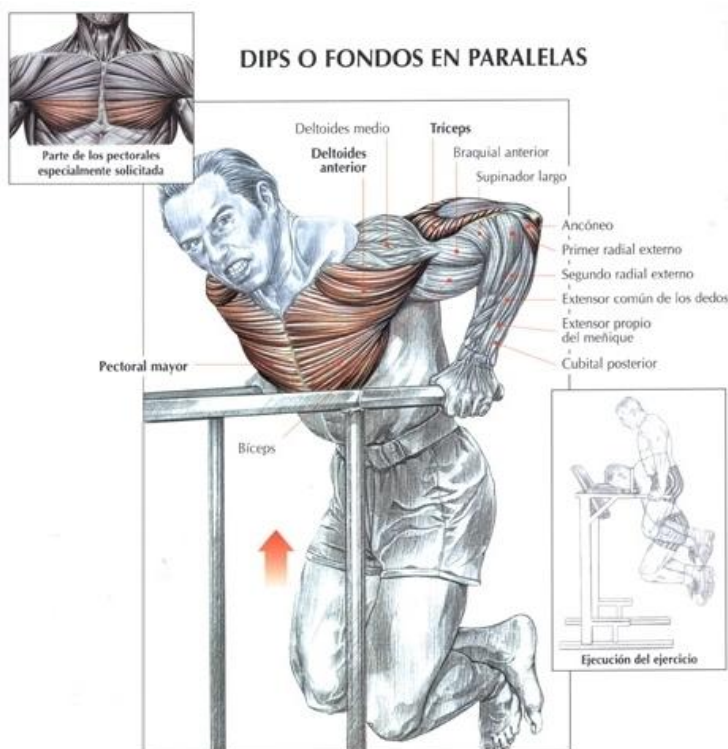 DIPS O FONDOS EN PARALELAS
Parte de los pectorales
especialmente solicitada
Deltoides medio
Deltoides
anterior
Tríceps
Braquial anterior
Supinador largo
Ancóneo
Primer radial externo
Segundo radial externo
Extensor común de los dedos
Extensor propio
del meñique
Cubital posterior
Pectoral mayor
Bíceps
Ejecución del ejercicio